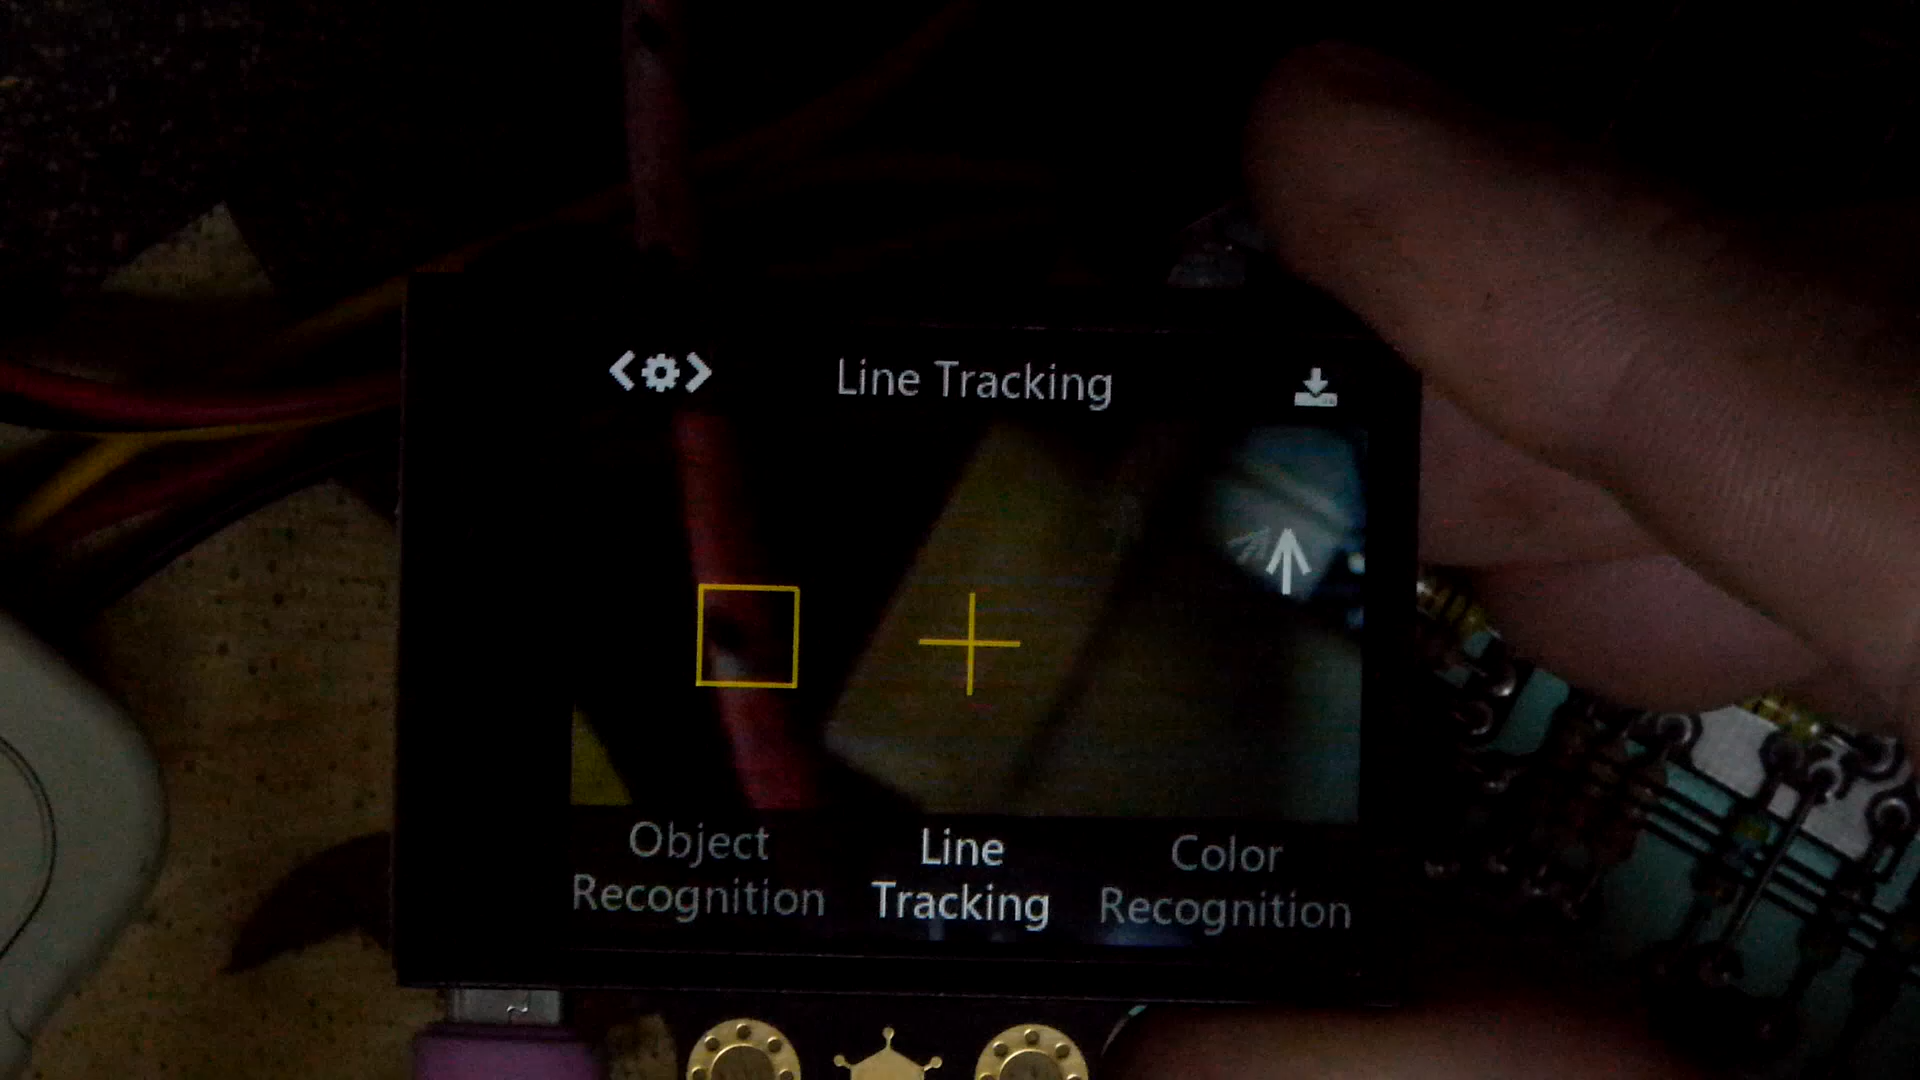 Line Tracking
Object
Recognition
Line
Tracking
Color
Recognition